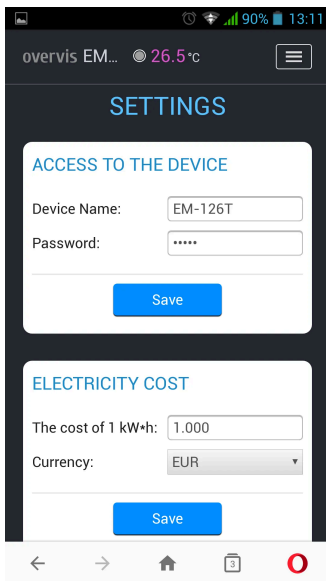 90% 13:11
overvis EM... 26.5°C
SETTINGS
ACCESS TO THE DEVICE
Device Name: EM-126T
Password: •••••
Save
ELECTRICITY COST
The cost of 1 kW*h: 1.000
Currency: EUR
Save
3